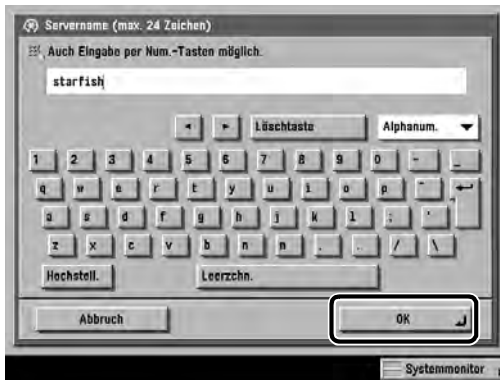 Servername (max. 24 Zeichen)
Auch Eingabe per Num.-Tasten möglich.
starfish
◄ ► Löschtaste Alphanum. ▼
1 2 3 4 5 6 7 8 9 0 - _
q w e r t y u i o p
a s d f g h j k l ; '
z x c v b n / \
Hochstell. Leerzchn.
Abbruch OK
Systemmonitor